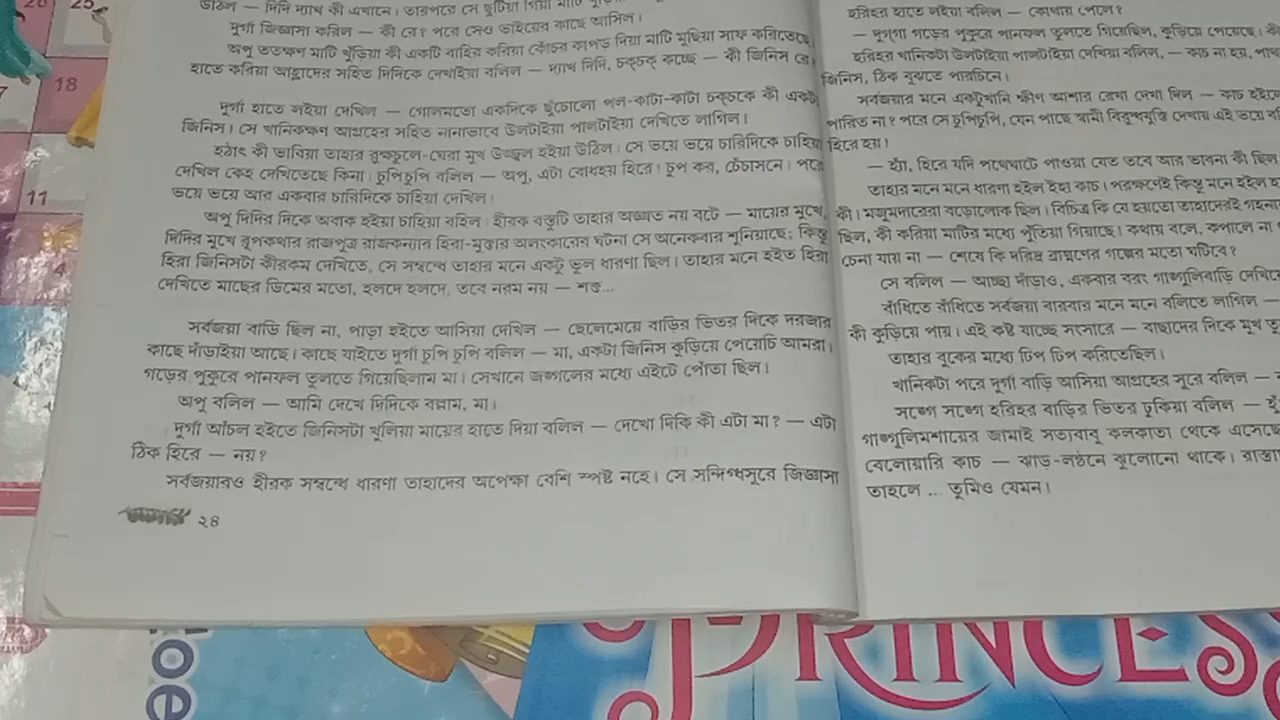 উঠিল — দিদি দ্যাখ কী এখানে। তারপরে সে ছুটিয়া গিয়া মাটি
দুর্গা জিজ্ঞাসা করিল — কী রে? পরে সেও ভাইয়ের কাছে আসিল।
অপু ততক্ষণ মাটি খুঁড়িয়া কী একটি বাহির করিয়া কোঁচার কাপড় দিয়া মাটি মুছিয়া সাফ করিতেছে
হাতে করিয়া আহ্লাদের সহিত দিদিকে দেখাইয়া বলিল — দ্যাখ দিদি, চক্‌চক্‌ কচ্ছে — কী জিনিস রে
দুর্গা হাতে লইয়া দেখিল — গোলমতো একদিকে ছুঁচোলো পল-কাটা-কাটা চক্‌চকে কী একটা
জিনিস। সে খানিকক্ষণ আগ্রহের সহিত নানাভাবে উলটাইয়া পালটাইয়া দেখিতে লাগিল।
হঠাৎ কী ভাবিয়া তাহার রুক্ষচুলে-ঘেরা মুখ উজ্জ্বল হইয়া উঠিল। সে ভয়ে ভয়ে চারিদিকে চাহিয়া
দেখিল কেহ দেখিতেছে কিনা। চুপিচুপি বলিল — অপু, এটা বোধহয় হিরে। চুপ কর, চেঁচাসনে। পরে
ভয়ে ভয়ে আর একবার চারিদিকে চাহিয়া দেখিল।
অপু দিদির দিকে অবাক হইয়া চাহিয়া রহিল। হীরক বস্তুটি তাহার অজ্ঞাত নয় বটে — মায়ের মুখে,
দিদির মুখে রূপকথার রাজপুত্র রাজকন্যার হিরা-মুক্তার অলংকারের ঘটনা সে অনেকবার শুনিয়াছে; কিন্তু
হিরা জিনিসটা কীরকম দেখিতে, সে সম্বন্ধে তাহার মনে একটু ভুল ধারণা ছিল। তাহার মনে হইত হিরা
দেখিতে মাছের ডিমের মতো, হলদে হলদে, তবে নরম নয় — শক্ত...
সর্বজয়া বাড়ি ছিল না, পাড়া হইতে আসিয়া দেখিল — ছেলেমেয়ে বাড়ির ভিতর দিকে দরজার
কাছে দাঁড়াইয়া আছে। কাছে যাইতে দুর্গা চুপি চুপি বলিল — মা, একটা জিনিস কুড়িয়ে পেয়েচি আমরা।
গড়ের পুকুরে পানফল তুলতে গিয়েছিলাম মা। সেখানে জঙ্গলের মধ্যে এইটে পোঁতা ছিল।
অপু বলিল — আমি দেখে দিদিকে বল্লাম, মা।
দুর্গা আঁচল হইতে জিনিসটা খুলিয়া মায়ের হাতে দিয়া বলিল — দেখো দিকি কী এটা মা? — এটা
ঠিক হিরে — নয়?
সর্বজয়ারও হীরক সম্বন্ধে ধারণা তাহাদের অপেক্ষা বেশি স্পষ্ট নহে। সে সন্দিগ্ধসুরে জিজ্ঞাসা
২৪
হরিহর হাতে লইয়া বলিল — কোথায় পেলে?
— দুগ্‌গা গড়ের পুকুরে পানফল তুলতে গিয়েছিল, কুড়িয়ে পেয়েছে।
হরিহর খানিকটা উলটাইয়া পালটাইয়া দেখিয়া বলিল, — কাচ না হয়,
জিনিস, ঠিক বুঝতে পারচিনে।
সর্বজয়ার মনে একটুখানি ক্ষীণ আশার রেখা দেখা দিল — কাচ হইলে
পারিত না? পরে সে চুপিচুপি, যেন পাছে স্বামী বিরুদ্ধযুক্তি দেখায় এই ভয়ে
হিরে হয়!
— হ্যাঁ, হিরে যদি পথেঘাটে পাওয়া যেত তবে আর ভাবনা কী ছিল
তাহার মনে মনে ধারণা হইল ইহা কাচ। পরক্ষণেই কিন্তু মনে হইল
কী। মজুমদারেরা বড়োলোক ছিল। বিচিত্র কি যে হয়তো তাহাদেরই গহনা
ছিল, কী করিয়া মাটির মধ্যে পুঁতিয়া গিয়াছে। কথায় বলে, কপালে না
চেনা যায় না — শেষে কি দরিদ্র ব্রাহ্মণের গল্পের মতো ঘটিবে?
সে বলিল — আচ্ছা দাঁড়াও, একবার বরং গাঙ্গুলিবাড়ি
রাঁধিতে রাঁধিতে সর্বজয়া বারবার মনে মনে বলিতে লাগিল —
কী কুড়িয়ে পায়। এই কষ্ট যাচ্ছে সংসারে — বাছাদের দিকে মুখ
তাহার বুকের মধ্যে ঢিপ ঢিপ করিতেছিল।
খানিকটা পরে দুর্গা বাড়ি আসিয়া আগ্রহের সুরে বলিল —
সঙ্গে সঙ্গে হরিহর বাড়ির ভিতর ঢুকিয়া বলিল —
গাঙ্গুলিমশায়ের জামাই সত্যবাবু কলকাতা থেকে এসেছে
বেলোয়ারি কাচ — ঝাড়-লণ্ঠনে ঝুলোনো থাকে। রাস্তা
তাহলে ... তুমিও যেমন।
25
18
11
4
PRINCES